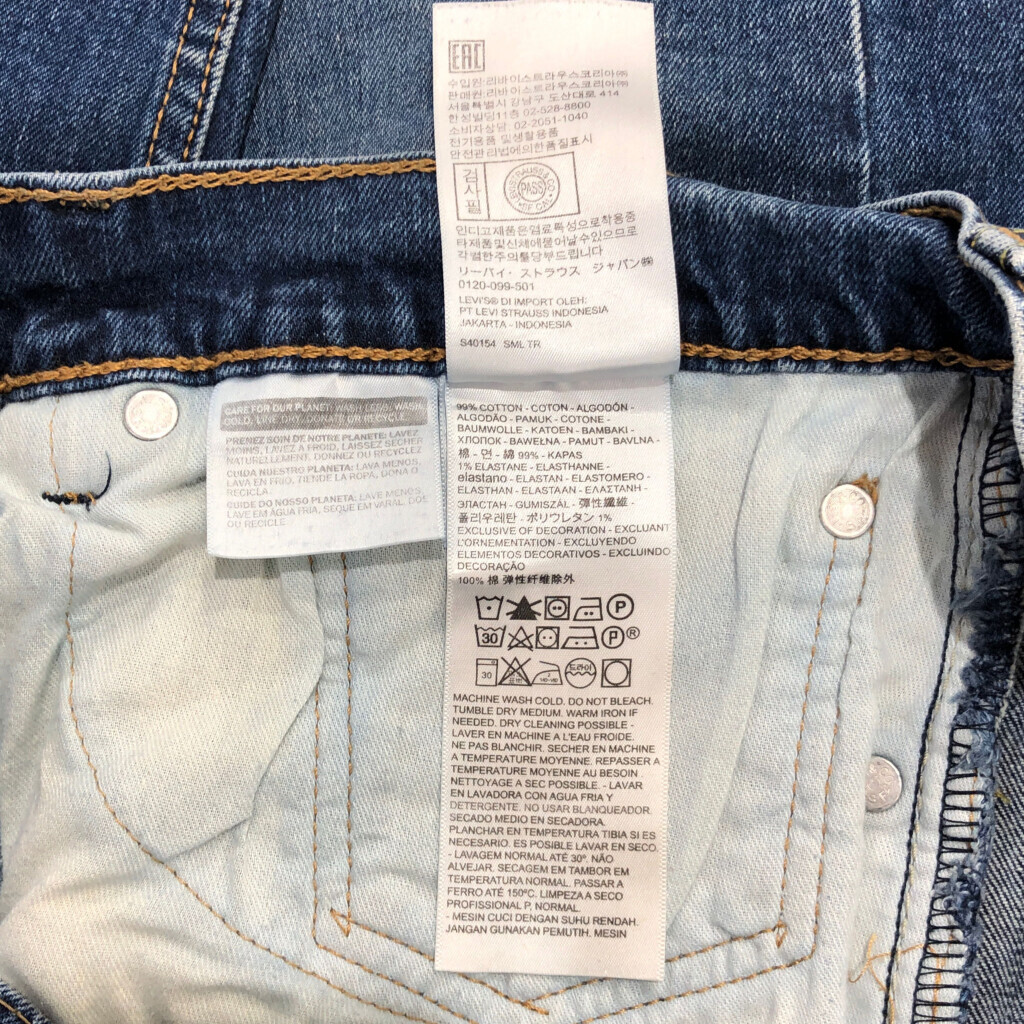 EAC
수입원:리바이스트라우스코리아㈜
판매원:리바이스트라우스코리아㈜
서울특별시 강남구 도산대로 414
한성빌딩11층 02-528-8800
소비자상담 02-2051-1040
전기용품 및생활용품
안전관리법에의한품질표시
검사필
LEVI STRAUSS & CO
PASS
SF CAL
인디고제품은염료특성으로착용중
타제품및신체에물어날수있으므로
각별한주의를당부드립니다
リーバイ・ストラウス ジャパン㈱
0120-099-501
LEVI'S® DI IMPORT OLEH:
PT LEVI STRAUSS INDONESIA
JAKARTA - INDONESIA
S40154 SML TR
CARE FOR OUR PLANET: WASH LESS, WASH
COLD, LINE DRY, DONATE OR RECYCLE.
PRENEZ SOIN DE NOTRE PLANÈTE: LAVEZ
MOINS, LAVEZ A FROID, LAISSEZ SÉCHER
NATURELLEMENT, DONNEZ OU RECYCLEZ
CUIDA NUESTRO PLANETA: LAVA MENOS,
LAVA EN FRÍO, TIENDE LA ROPA, DONA O
RECICLA.
CUIDE DO NOSSO PLANETA: LAVE MENOS,
LAVE EM ÁGUA FRIA, SEQUE EM VARAL, DOE
OU RECICLE
99% COTTON - COTON - ALGODÓN -
ALGODÃO - PAMUK - COTONE -
BAUMWOLLE - KATOEN - BAMBAKI -
ХЛОПОК - BAWEŁNA - PAMUT - BAVLNA -
棉 - 면 - 綿 99% - KAPAS
1% ELASTANE - ELASTHANNE -
elastano - ELASTAN - ELASTOMERO -
ELASTHAN - ELASTAAN - ΕΛΑΣΤΑΝΗ -
ЭЛАСТАН - GUMISZÁL - 弾性繊維 -
폴리우레탄 - ポリウレタン 1%
EXCLUSIVE OF DECORATION - EXCLUANT
L'ORNEMENTATION - EXCLUYENDO
ELEMENTOS DECORATIVOS - EXCLUINDO
DECORAÇÃO
100% 棉 弹性纤维除外
P
30 P ®
30 드라이
MACHINE WASH COLD. DO NOT BLEACH.
TUMBLE DRY MEDIUM. WARM IRON IF
NEEDED. DRY CLEANING POSSIBLE -
LAVER EN MACHINE A L'EAU FROIDE.
NE PAS BLANCHIR. SECHER EN MACHINE
A TEMPERATURE MOYENNE. REPASSER A
TEMPERATURE MOYENNE AU BESOIN.
NETTOYAGE A SEC POSSIBLE. - LAVAR
EN LAVADORA CON AGUA FRIA Y
DETERGENTE. NO USAR BLANQUEADOR.
SECADO MEDIO EN SECADORA.
PLANCHAR EN TEMPERATURA TIBIA SI ES
NECESARIO. ES POSIBLE LAVAR EN SECO.
- LAVAGEM NORMAL ATÉ 30º. NÃO
ALVEJAR. SECAGEM EM TAMBOR EM
TEMPERATURA NORMAL. PASSAR A
FERRO ATÉ 150ºC. LIMPEZA A SECO
PROFISSIONAL P, NORMAL.
- MESIN CUCI DENGAN SUHU RENDAH.
JANGAN GUNAKAN PEMUTIH. MESIN